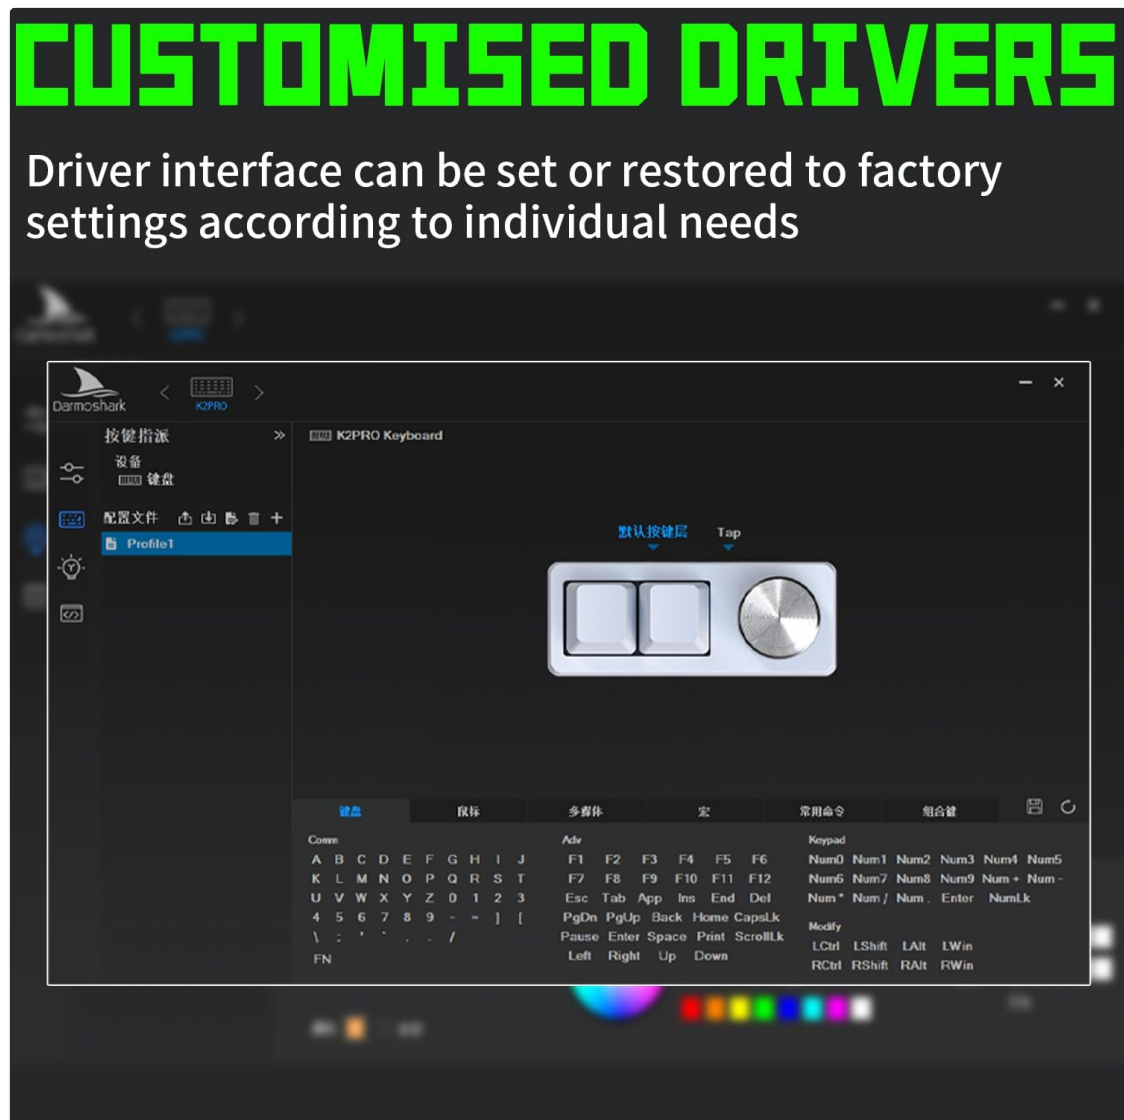 CUSTOMISED DRIVERS
Driver interface can be set or restored to factory
settings according to individual needs
Darmoshark
K2PRO
按键指派
K2PRO Keyboard
设备
键盘
配置文件
Profile1
默认按键层 Tap
键盘 鼠标 多媒体 宏 常用命令 组合键
Comm Adv Keypad
A B C D E F G H I J F1 F2 F3 F4 F5 F6 Num0 Num1 Num2 Num3 Num4 Num5
K L M N O P Q R S T F7 F8 F9 F10 F11 F12 Num6 Num7 Num8 Num9 Num + Num -
U V W X Y Z 0 1 2 3 Esc Tab App Ins End Del Num * Num / Num . Enter NumLk
4 5 6 7 8 9 - = ] [ PgDn PgUp Back Home CapsLk
Modify
\ ; ' / Pause Enter Space Print ScrollLk
LCtrl LShift LAlt LWin
FN Left Right Up Down
RCtrl RShift RAlt RWin